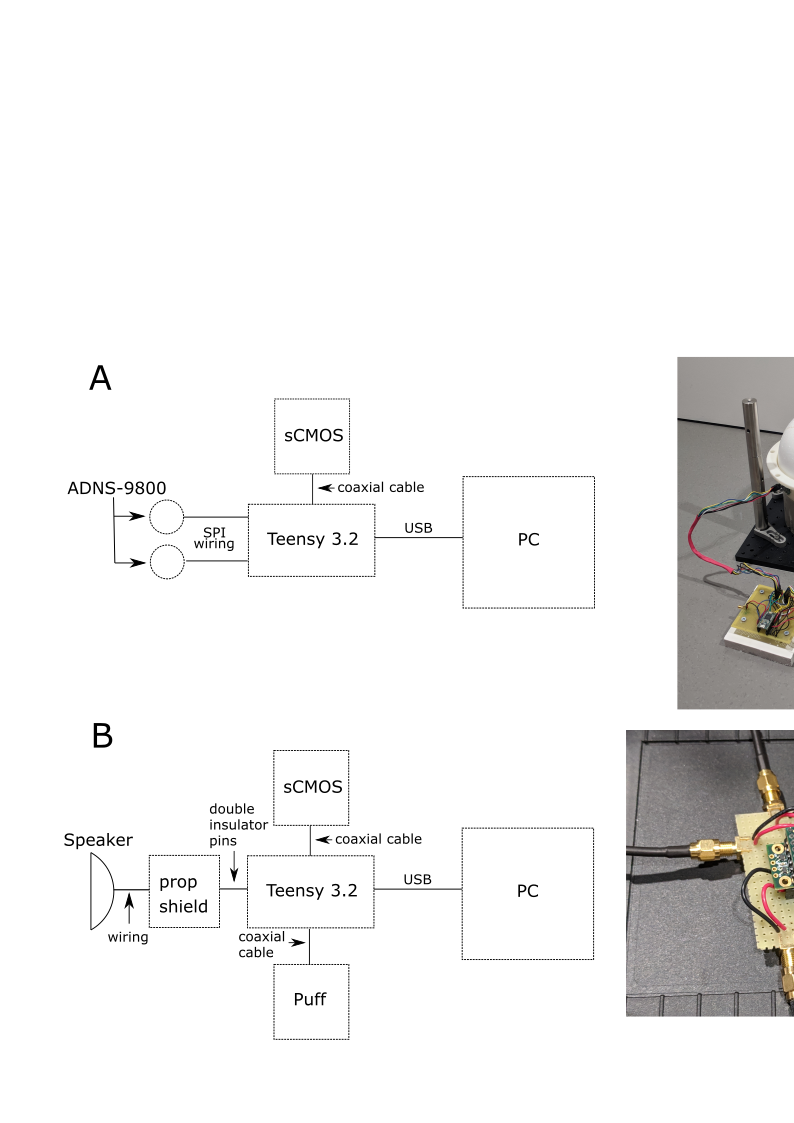 A
sCMOS
ADNS-9800
coaxial cable
SPI
wiring
Teensy 3.2
USB
PC
B
sCMOS
double
insulator
pins
Speaker
coaxial cable
prop
shield
Teensy 3.2
USB
PC
wiring
coaxial
cable
Puff